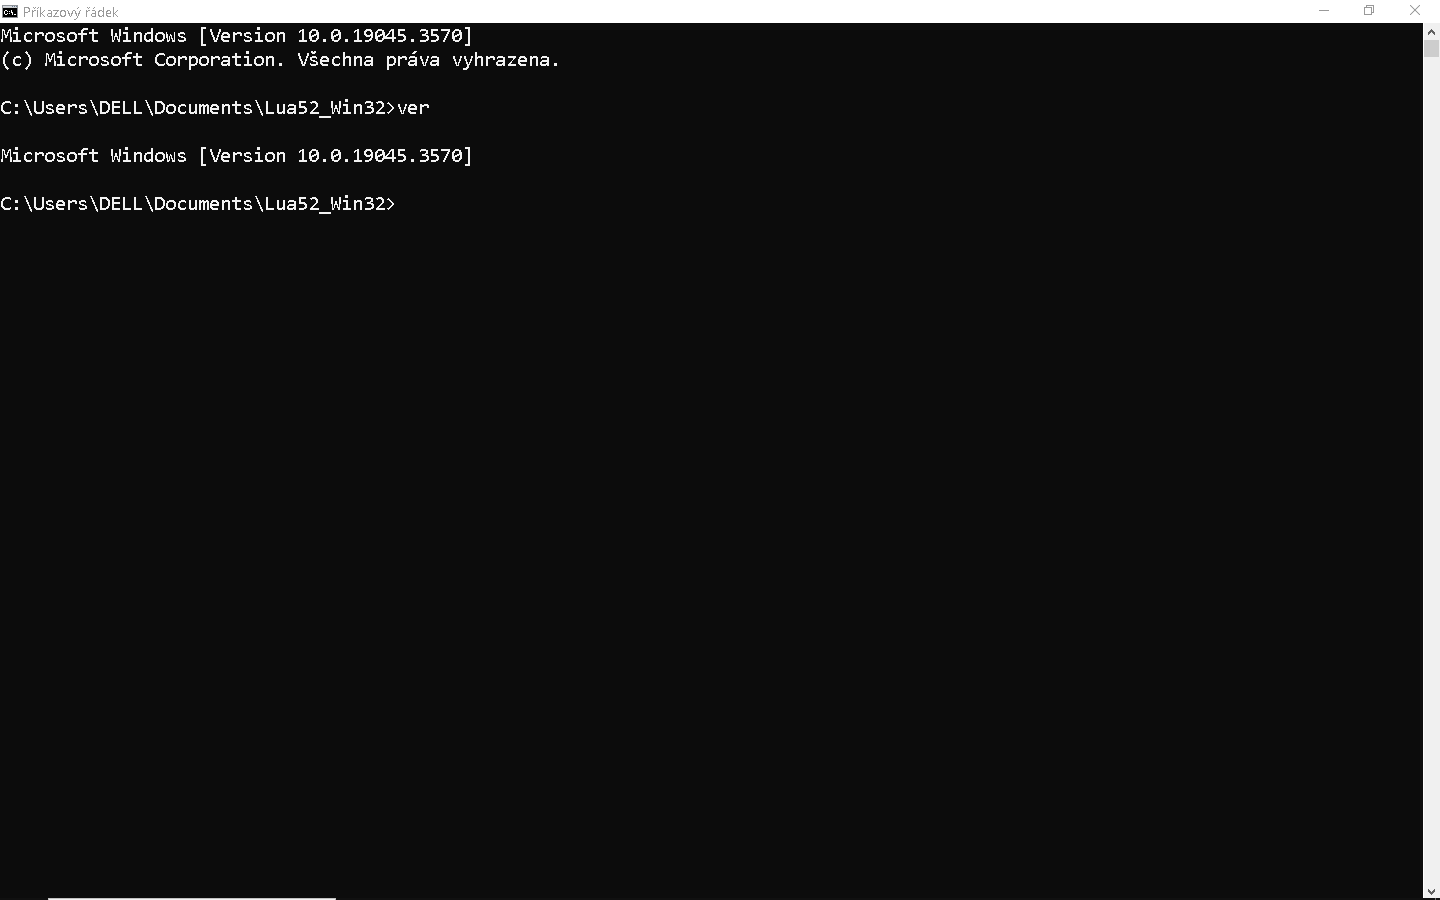 Příkazový řádek
Microsoft Windows [Version 10.0.19045.3570]
(c) Microsoft Corporation. Všechna práva vyhrazena.
C:\Users\DELL\Documents\Lua52_Win32>ver
Microsoft Windows [Version 10.0.19045.3570]
C:\Users\DELL\Documents\Lua52_Win32>